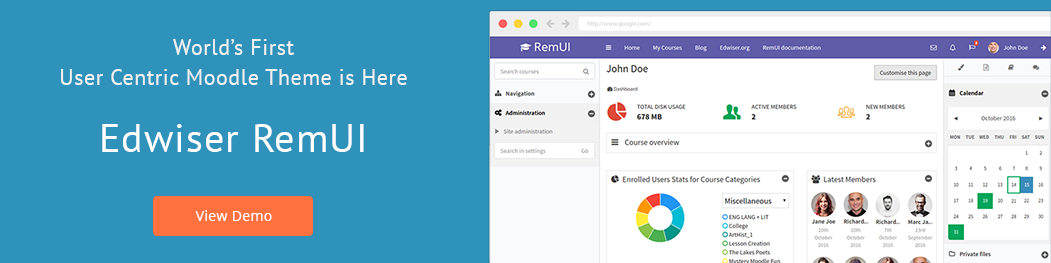 World's First
User Centric Moodle Theme is Here
Edwiser RemUI
View Demo
http://www.google.com/
RemUI
Home
My Courses
Blog
Edwiser.org
RemUI documentation
John Doe
Search courses
Navigation
Administration
Site administration
Search in settings
Go
John Doe
Customise this page
Dashboard
TOTAL DISK USAGE
678 MB
ACTIVE MEMBERS
2
NEW MEMBERS
2
Course overview
Enrolled Users Stats for Course Categories
Miscellaneous
ENG LANG + LIT
College
ArtHist_1
Lesson Creation
The Lakes Poets
Mystery Moodle Fun
Latest Members
Jane Joe
10th
October
2016
Richard...
10th
October
2016
Richard...
7th
October
2016
Marc Ja...
23rd
September
2016
Calendar
October 2016
MON TUE WED THU FRI SAT SUN
1 2
3 4 5 6 7 8 9
10 11 12 13 14 15 16
17 18 19 20 21 22 23
24 25 26 27 28 29 30
31
Private files